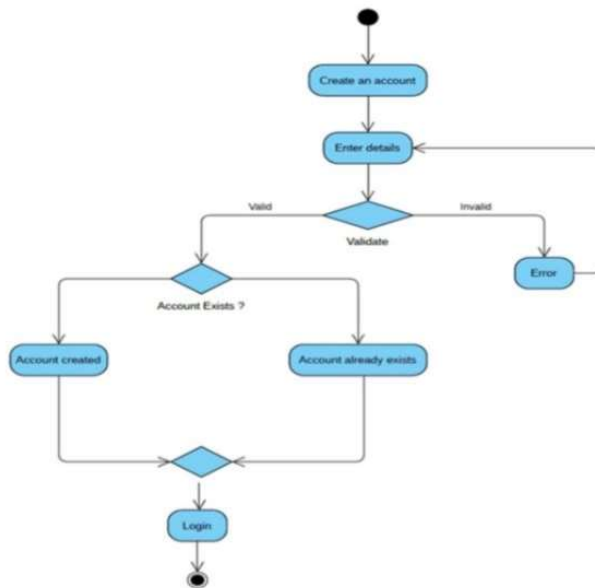 Create an account
Enter details
Valid
Invalid
Validate
Error
Account Exists ?
Account created
Account already exists
Login